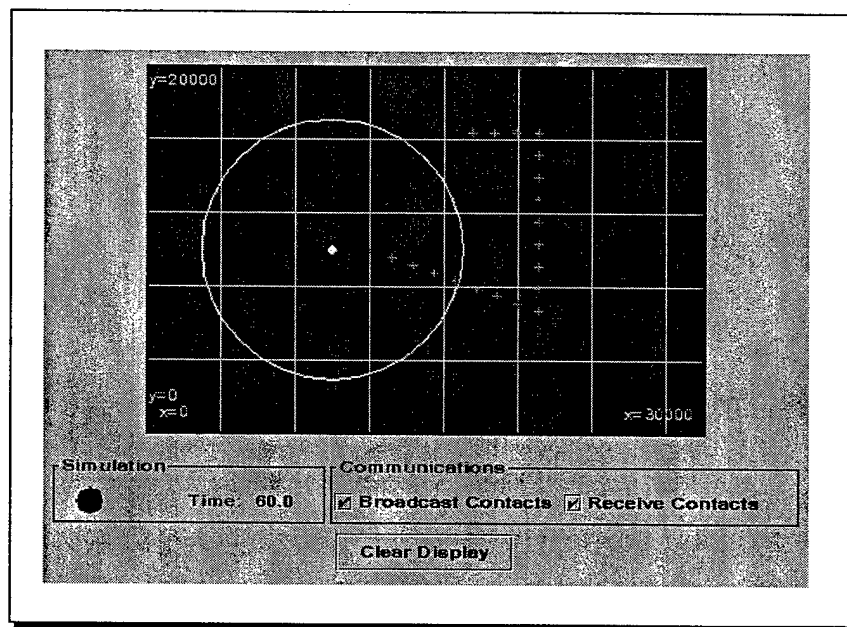 y=20000
y=0
x=0
x=30000
Simulation
Time: 60.0
Communications
Broadcast Contacts
Receive Contacts
Clear Display